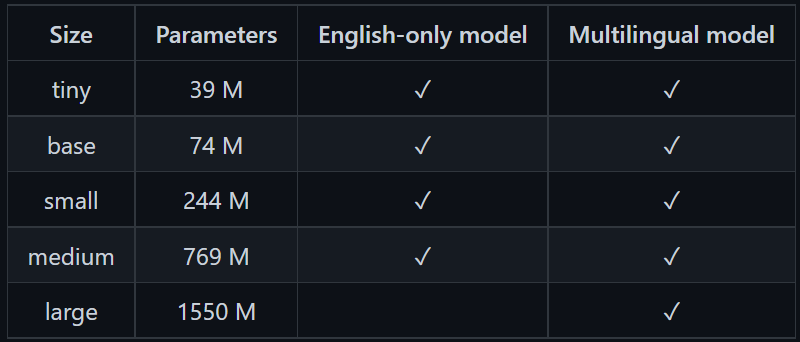 Size Parameters English-only model Multilingual model
tiny 39 M ✓ ✓
base 74 M ✓ ✓
small 244 M ✓ ✓
medium 769 M ✓ ✓
large 1550 M ✓